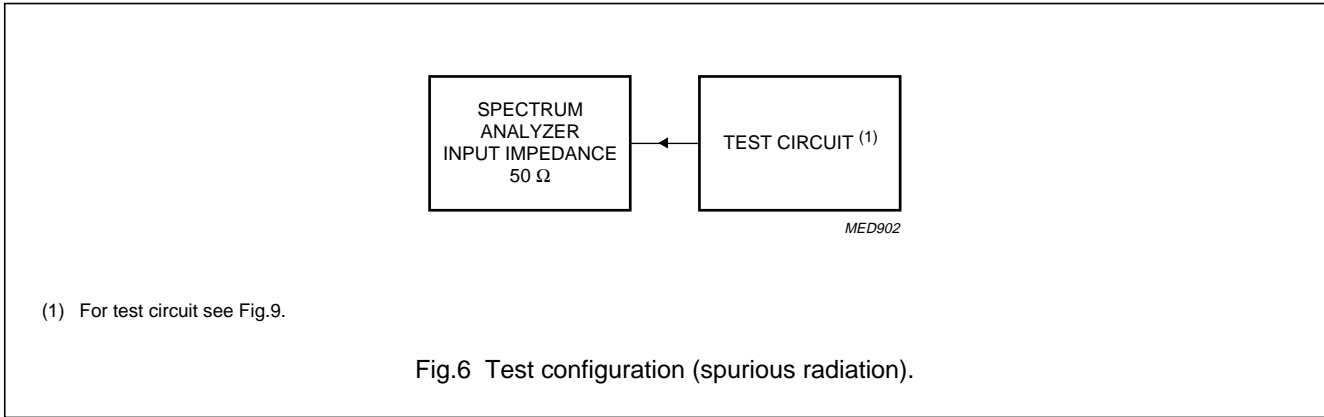 SPECTRUM
ANALYZER
INPUT IMPEDANCE
50 Ω
TEST CIRCUIT (1)
MED902
(1) For test circuit see Fig.9.
Fig.6 Test configuration (spurious radiation).